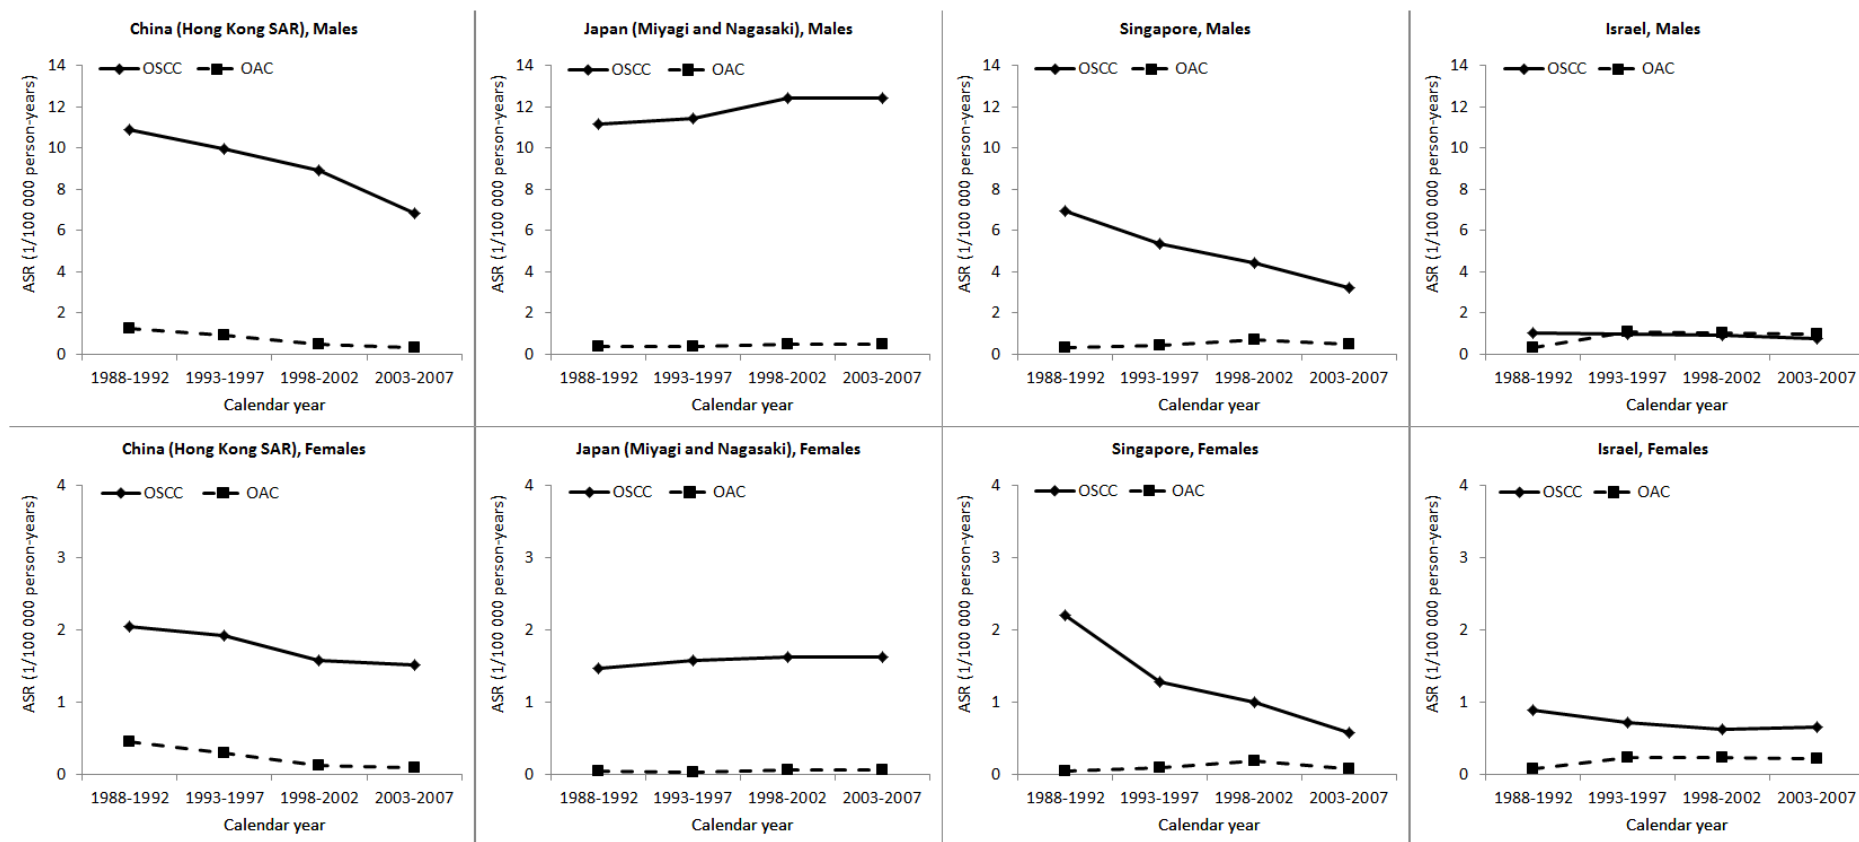 China (Hong Kong SAR), Males
OSCC OAC
ASR (1/100 000 person-years)
14
12
10
8
6
4
2
0
1988-1992 1993-1997 1998-2002 2003-2007
Calendar year
Japan (Miyagi and Nagasaki), Males
OSCC OAC
ASR (1/100 000 person-years)
14
12
10
8
6
4
2
0
1988-1992 1993-1997 1998-2002 2003-2007
Calendar year
Singapore, Males
OSCC OAC
ASR (1/100 000 person-years)
14
12
10
8
6
4
2
0
1988-1992 1993-1997 1998-2002 2003-2007
Calendar year
Israel, Males
OSCC OAC
ASR (1/100 000 person-years)
14
12
10
8
6
4
2
0
1988-1992 1993-1997 1998-2002 2003-2007
Calendar year
China (Hong Kong SAR), Females
OSCC OAC
ASR (1/100 000 person-years)
4
3
2
1
0
1988-1992 1993-1997 1998-2002 2003-2007
Calendar year
Japan (Miyagi and Nagasaki), Females
OSCC OAC
ASR (1/100 000 person-years)
4
3
2
1
0
1988-1992 1993-1997 1998-2002 2003-2007
Calendar year
Singapore, Females
OSCC OAC
ASR (1/100 000 person-years)
4
3
2
1
0
1988-1992 1993-1997 1998-2002 2003-2007
Calendar year
Israel, Females
OSCC OAC
ASR (1/100 000 person-years)
4
3
2
1
0
1988-1992 1993-1997 1998-2002 2003-2007
Calendar year